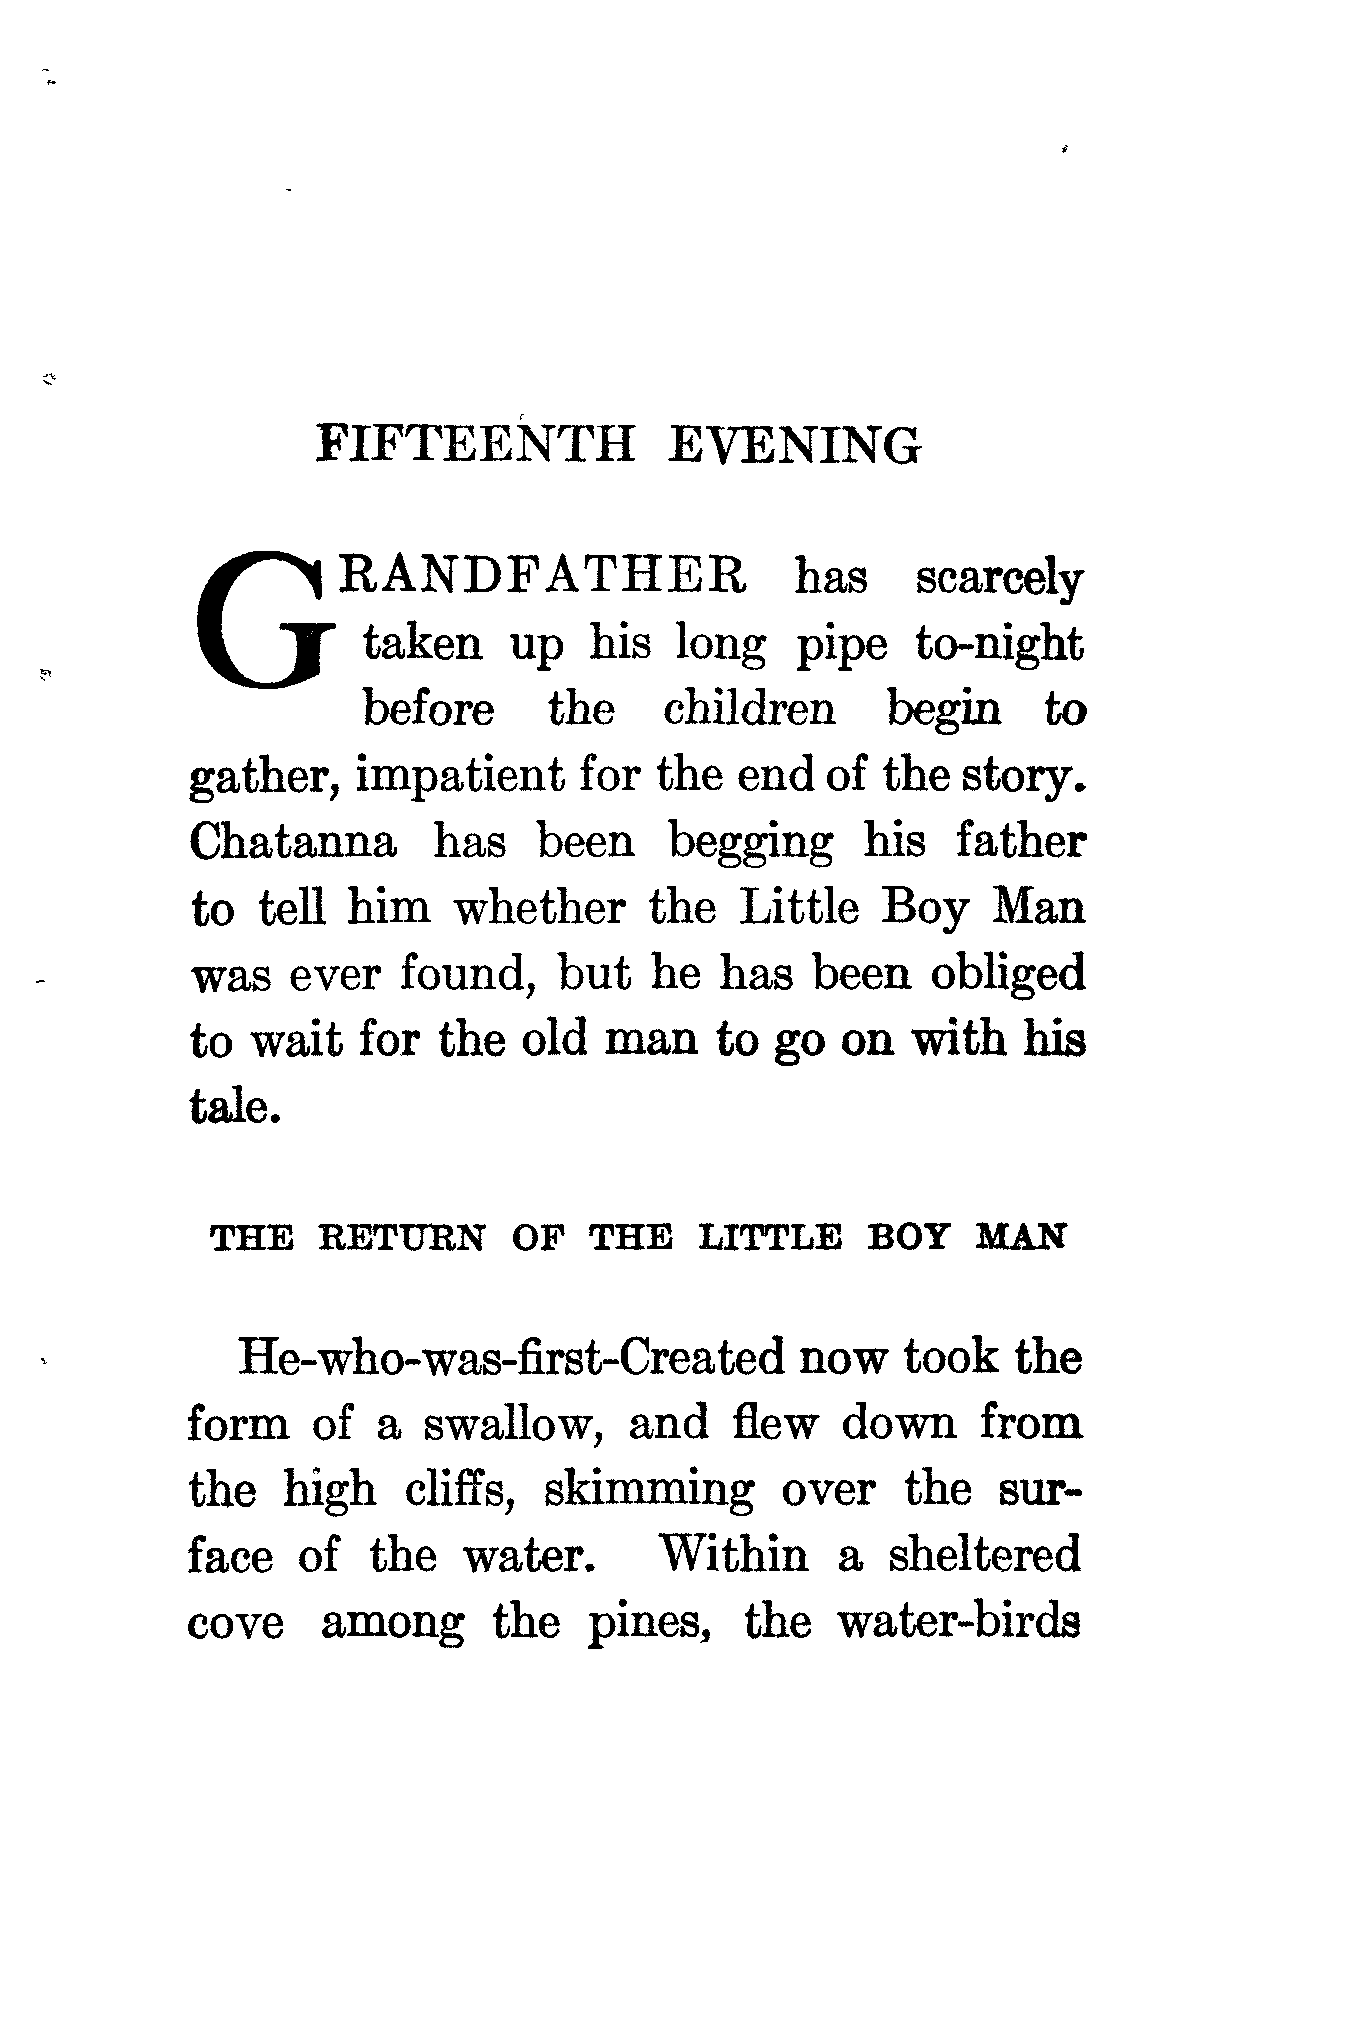 FIFTEENTH EVENING
GRANDFATHER has scarcely
taken up his long pipe to-night
before the children begin to
gather, impatient for the end of the story.
Chatanna has been begging his father
to tell him whether the Little Boy Man
was ever found, but he has been obliged
to wait for the old man to go on with his
tale.
THE RETURN OF THE LITTLE BOY MAN
He-who-was-first-Created now took the
form of a swallow, and flew down from
the high cliffs, skimming over the sur-
face of the water. Within a sheltered
cove among the pines, the water-birds